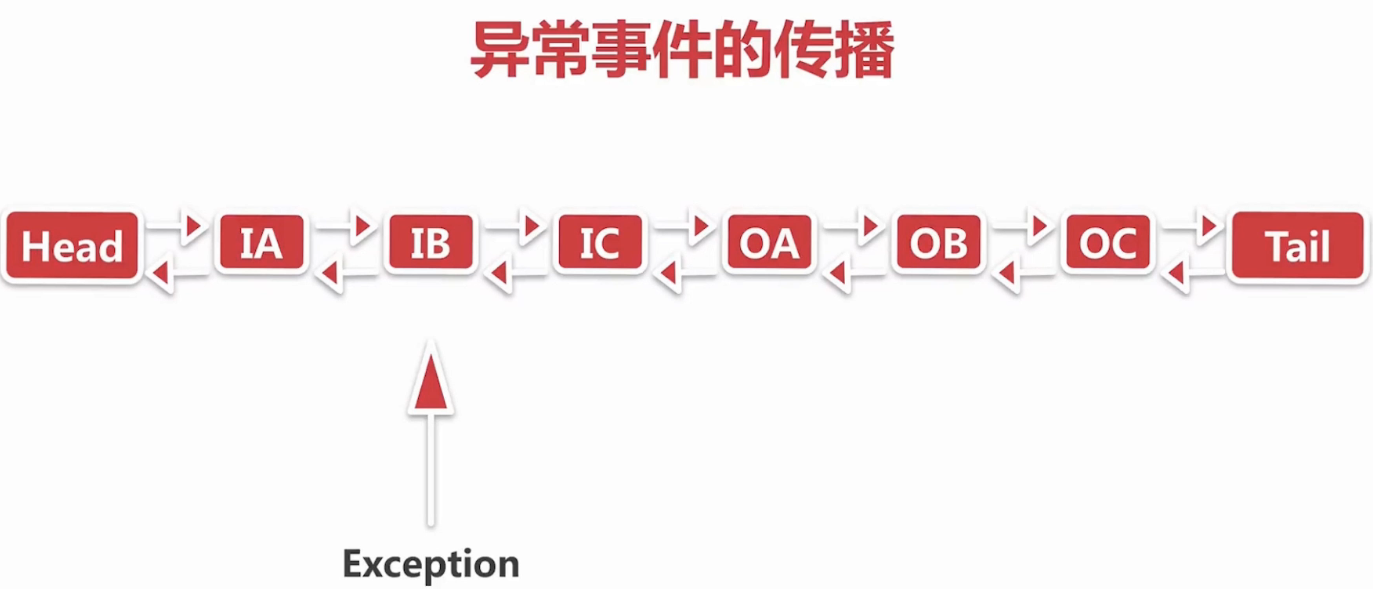 异常事件的传播
Head IA IB IC OA OB OC Tail
Exception